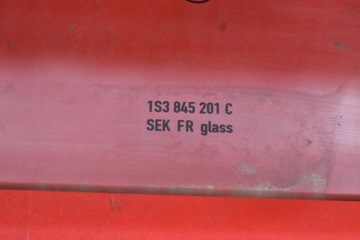 1S3 845 201 C
SEK FR glass